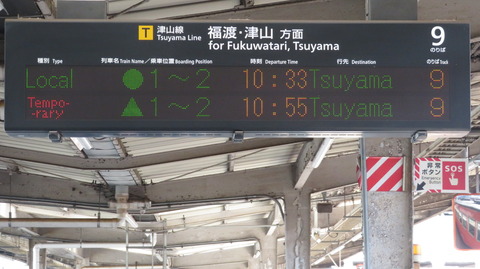 T 津山線 Tsuyama Line 福渡・津山 方面 for Fukuwatari, Tsuyama 9 のりば
種別 Type 列車名 Train Name /乗車位置 Boarding Position 時刻 Departure Time 行先 Destination のりば Track
Local ●1～2 10:33 Tsuyama 9
Tempo-
-rary ▲1～2 10:55 Tsuyama 9
非常
ボタン
Emergency Button
SOS